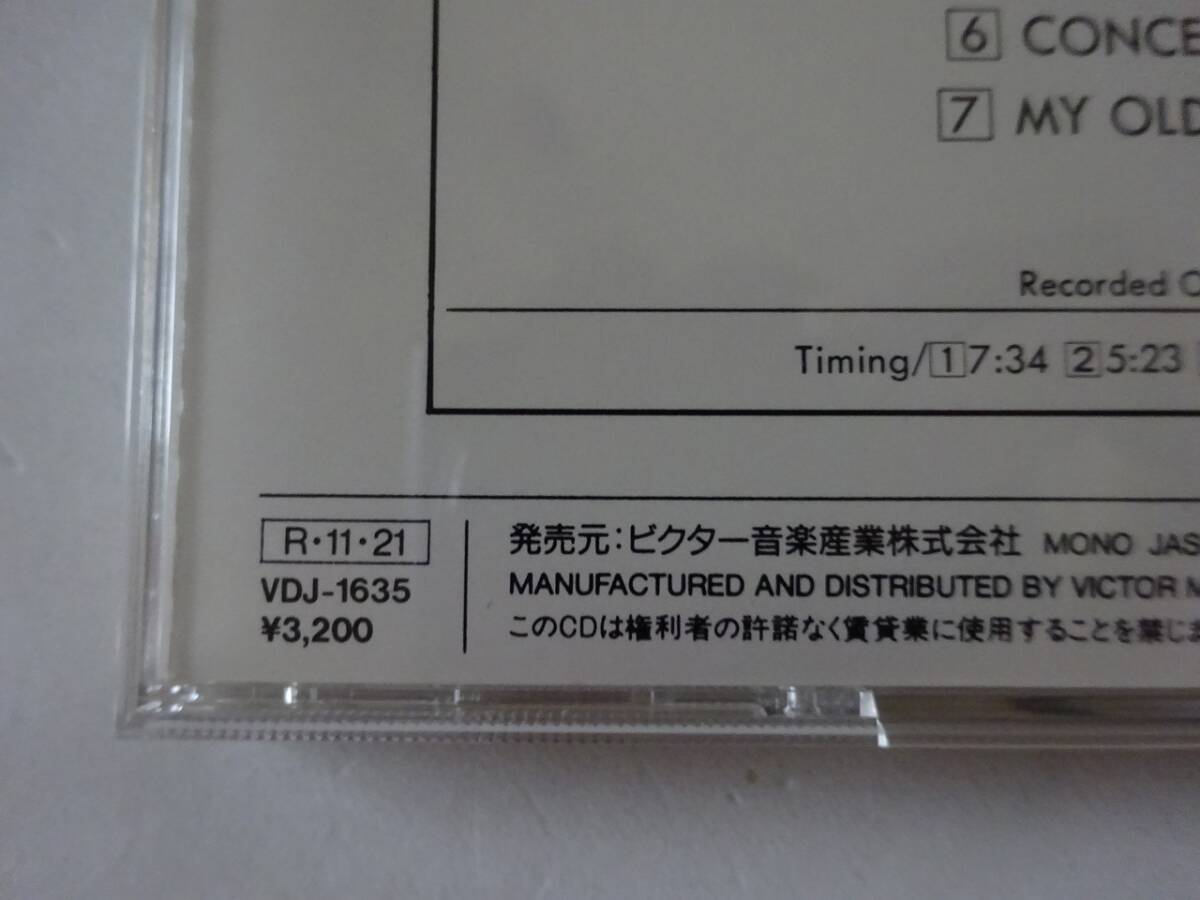 6 CONCE
7 MY OLD
Recorded O
Timing/1 7:34 2 5:23
R・11・21
VDJ-1635
¥3,200
発売元:ビクター音楽産業株式会社 MONO JAS
MANUFACTURED AND DISTRIBUTED BY VICTOR M
このCDは権利者の許諾なく賃貸業に使用することを禁じま